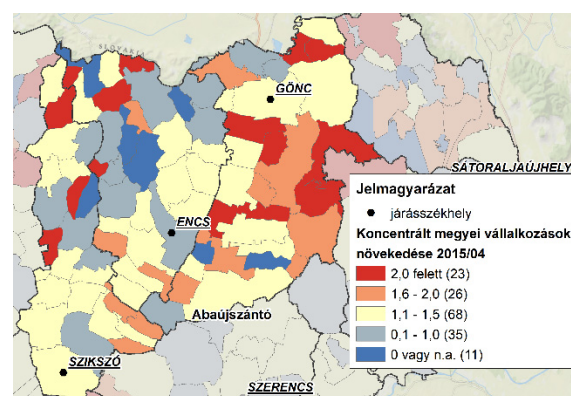 SLOVAKIA
GÖNC
SÁTORALJAÚJHELY
ENCS
Abaújszántó
SZIKSZÓ
SZERENCS
Jelmagyarázat
járásszékhely
Koncentrált megyei vállalkozások
növekedése 2015/04
2,0 felett (23)
1,6 - 2,0 (26)
1,1 - 1,5 (68)
0,1 - 1,0 (35)
0 vagy n.a. (11)